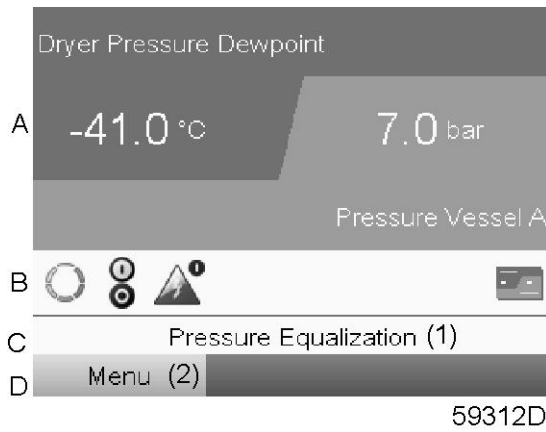 Dryer Pressure Dewpoint
A -41.0 °C 7.0 bar
Pressure Vessel A
B
C Pressure Equalization (1)
D Menu (2)
59312D